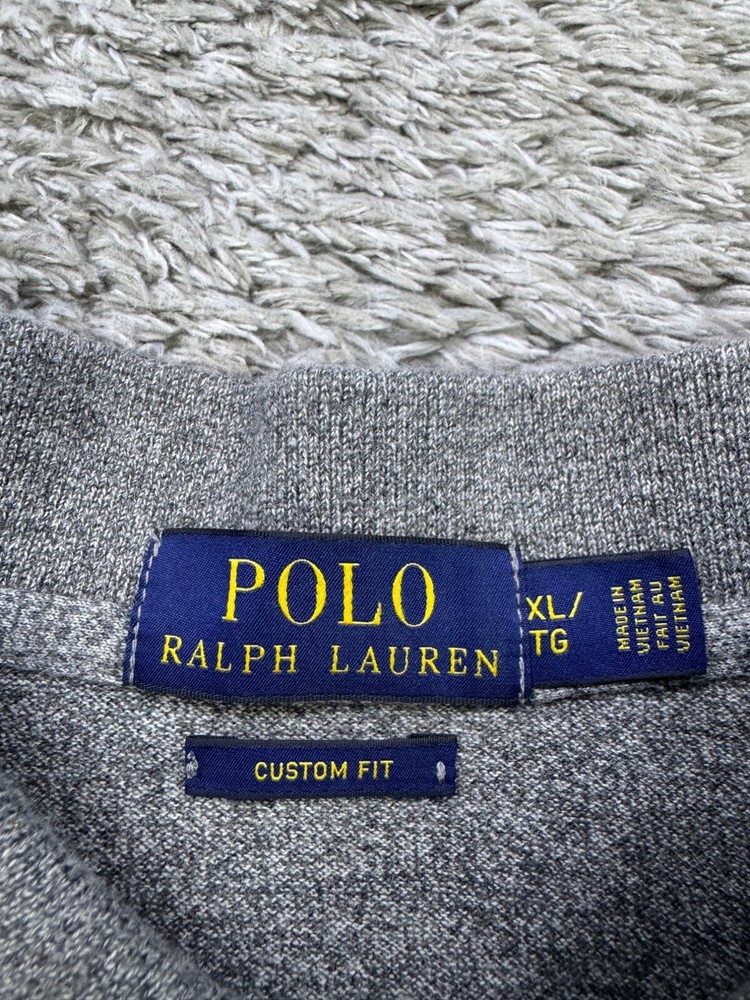 POLO
RALPH LAUREN
XL/
TG
MADE IN
VIETNAM
FAIT AU
VIETNAM
CUSTOM FIT